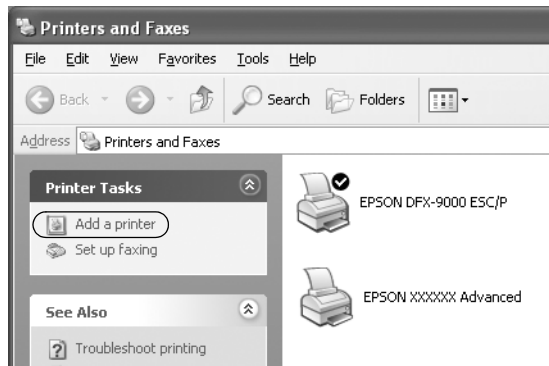 Printers and Faxes
File Edit View Favorites Tools Help
Back Search Folders
Address Printers and Faxes
Printer Tasks
Add a printer
Set up faxing
See Also
Troubleshoot printing
EPSON DFX-9000 ESC/P
EPSON XXXXXX Advanced